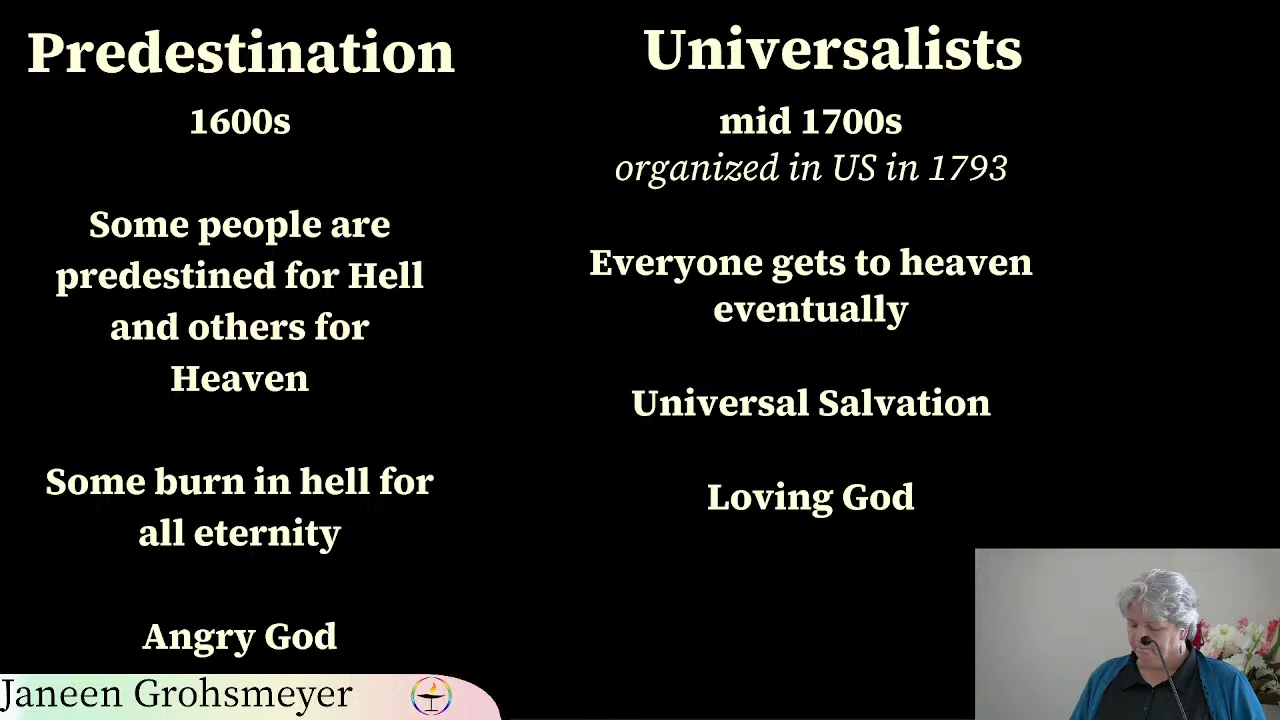 Predestination
1600s
Some people are
predestined for Hell
and others for
Heaven
Some burn in hell for
all eternity
Angry God
Universalists
mid 1700s
organized in US in 1793
Everyone gets to heaven
eventually
Universal Salvation
Loving God
Janeen Grohsmeyer